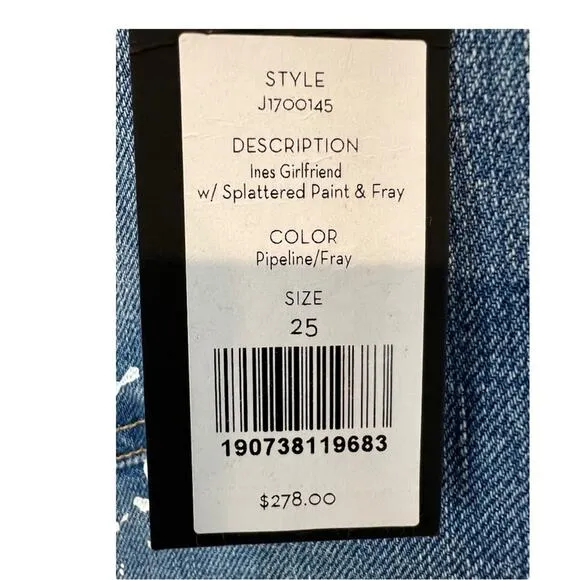 STYLE
J1700145
DESCRIPTION
Ines Girlfriend
w/ Splattered Paint & Fray
COLOR
Pipeline/Fray
SIZE
25
190738119683
$278.00